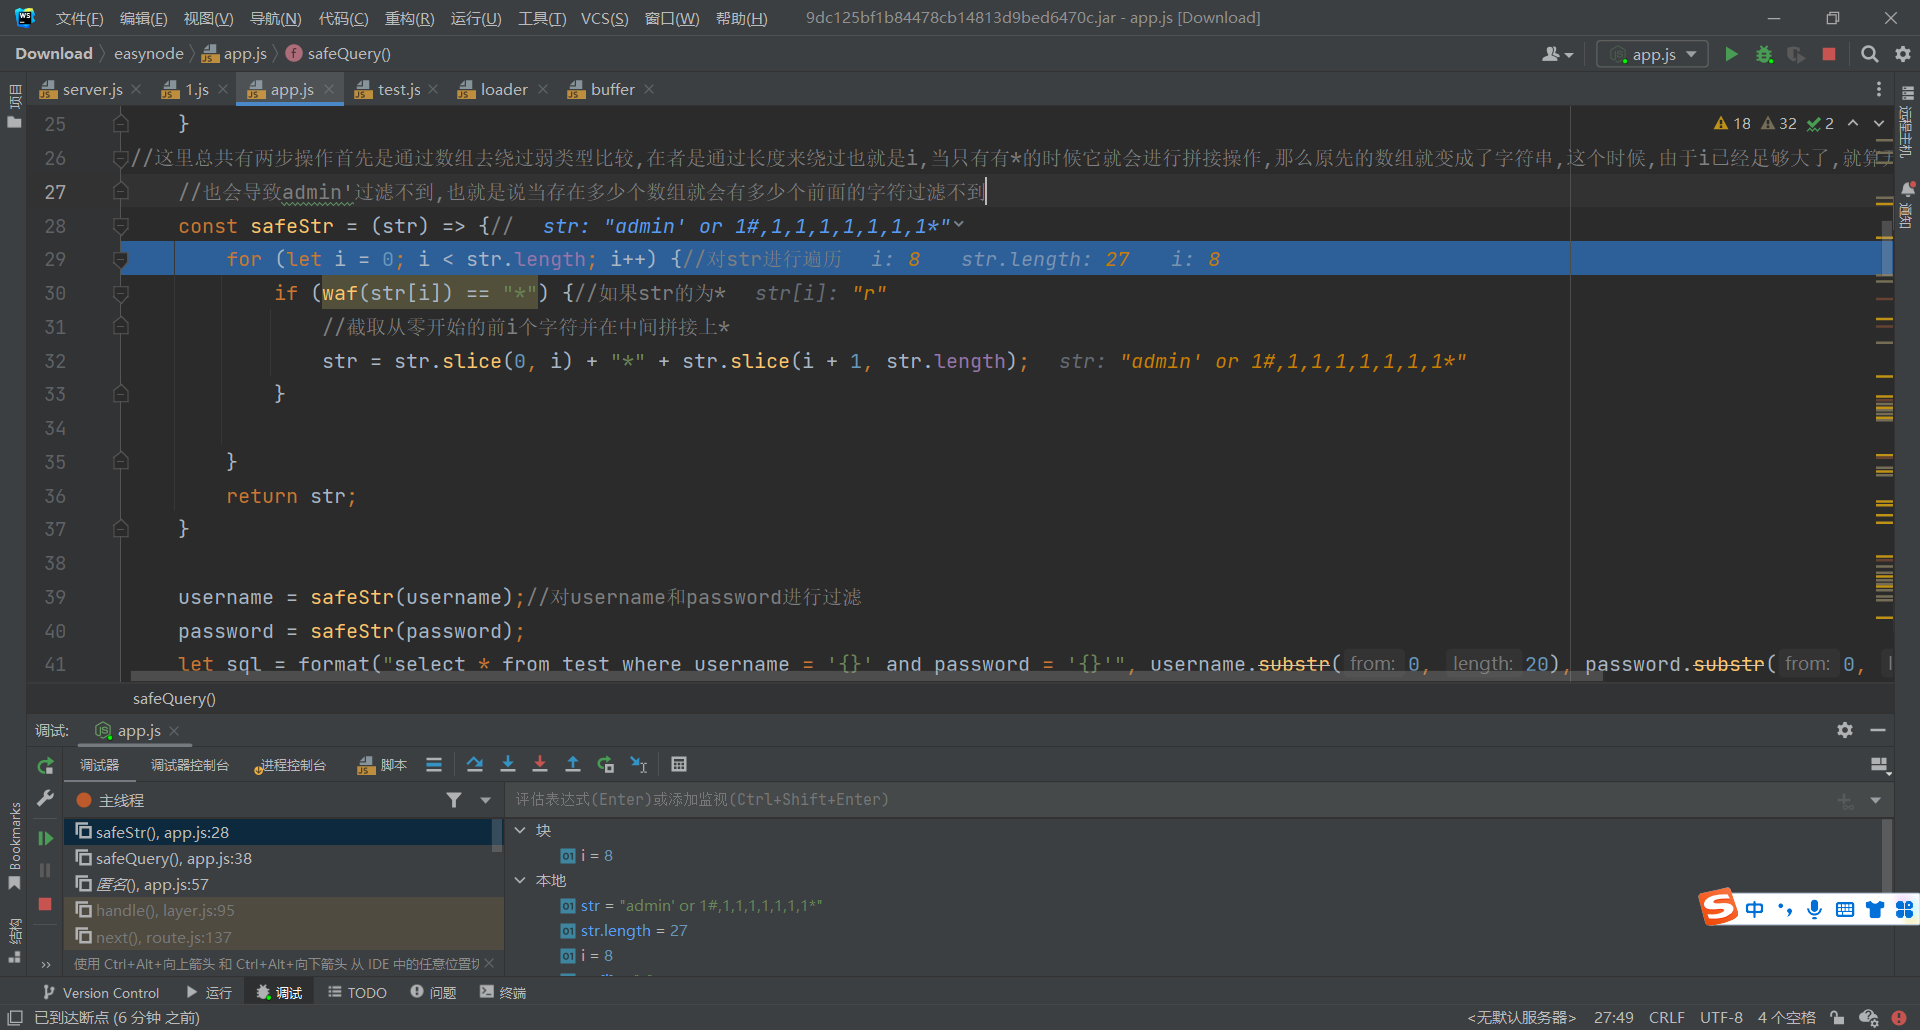 文件(F) 编辑(E) 视图(V) 导航(N) 代码(C) 重构(R) 运行(U) 工具(T) VCS(S) 窗口(W) 帮助(H) 9dc125bf1b84478cb14813d9bed6470c.jar - app.js [Download]
Download easynode app.js safeQuery() app.js
server.js 1.js app.js test.js loader buffer
项目
远程主机
通知
18 32 2
25 }
26 //这里总共有两步操作首先是通过数组去绕过弱类型比较,在者是通过长度来绕过也就是i,当只有有*的时候它就会进行拼接操作,那么原先的数组就变成了字符串,这个时候,由于i已经足够大了,就算
27 //也会导致admin'过滤不到,也就是说当存在多少个数组就会有多少个前面的字符过滤不到
28 const safeStr = (str) => {// str: "admin' or 1#,1,1,1,1,1,1,1*"
29 for (let i = 0; i < str.length; i++) {//对str进行遍历 i: 8 str.length: 27 i: 8
30 if (waf(str[i]) == "*") {//如果str的为* str[i]: "r"
31 //截取从零开始的前i个字符并在中间拼接上*
32 str = str.slice(0, i) + "*" + str.slice(i + 1, str.length); str: "admin' or 1#,1,1,1,1,1,1,1*"
33 }
34
35 }
36 return str;
37 }
38
39 username = safeStr(username);//对username和password进行过滤
40 password = safeStr(password);
41 let sql = format("select * from test where username = '{}' and password = '{}'", username.substr( from: 0, length: 20), password.substr( from: 0, l
safeQuery()
调试: app.js
调试器 调试器控制台 进程控制台 脚本
主线程 评估表达式(Enter)或添加监视(Ctrl+Shift+Enter)
safeStr(), app.js:28
safeQuery(), app.js:38
匿名(), app.js:57
handle(), layer.js:95
next(), route.js:137
使用 Ctrl+Alt+向上箭头 和 Ctrl+Alt+向下箭头 从 IDE 中的任意位置切
块
01 i = 8
本地
01 str = "admin' or 1#,1,1,1,1,1,1,1*"
01 str.length = 27
01 i = 8
Bookmarks
结构
中
Version Control 运行 调试 TODO 问题 终端
已到达断点 (6 分钟 之前) <无默认服务器> 27:49 CRLF UTF-8 4 个空格